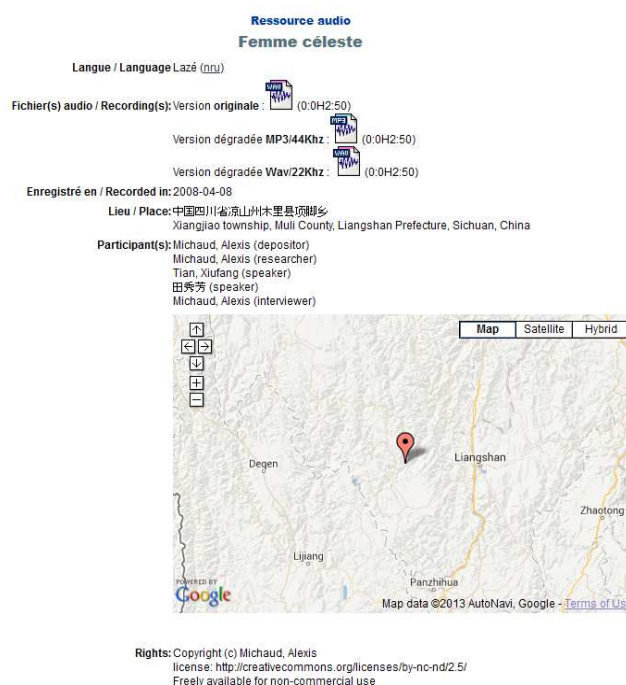 Ressource audio
Femme céleste
Langue / Language Lazé (nru)
Fichier(s) audio / Recording(s): Version originale : WAV (0:0H2:50)
Version dégradée MP3/44Khz : MP3 (0:0H2:50)
Version dégradée Wav/22Khz : WAV (0:0H2:50)
Enregistré en / Recorded in: 2008-04-08
Lieu / Place: 中国四川省凉山州木里县项脚乡
Xiangjiao township, Muli County, Liangshan Prefecture, Sichuan, China
Participant(s): Michaud, Alexis (depositor)
Michaud, Alexis (researcher)
Tian, Xiufang (speaker)
田秀芳 (speaker)
Michaud, Alexis (interviewer)
Map Satellite Hybrid
Deqen
Liangshan
Zhaotong
Lijiang
Panzhihua
POWERED BY
Google
Map data ©2013 AutoNavi, Google - Terms of Us
Rights: Copyright (c) Michaud, Alexis
license: http://creativecommons.org/licenses/by-nc-nd/2.5/
Freely available for non-commercial use